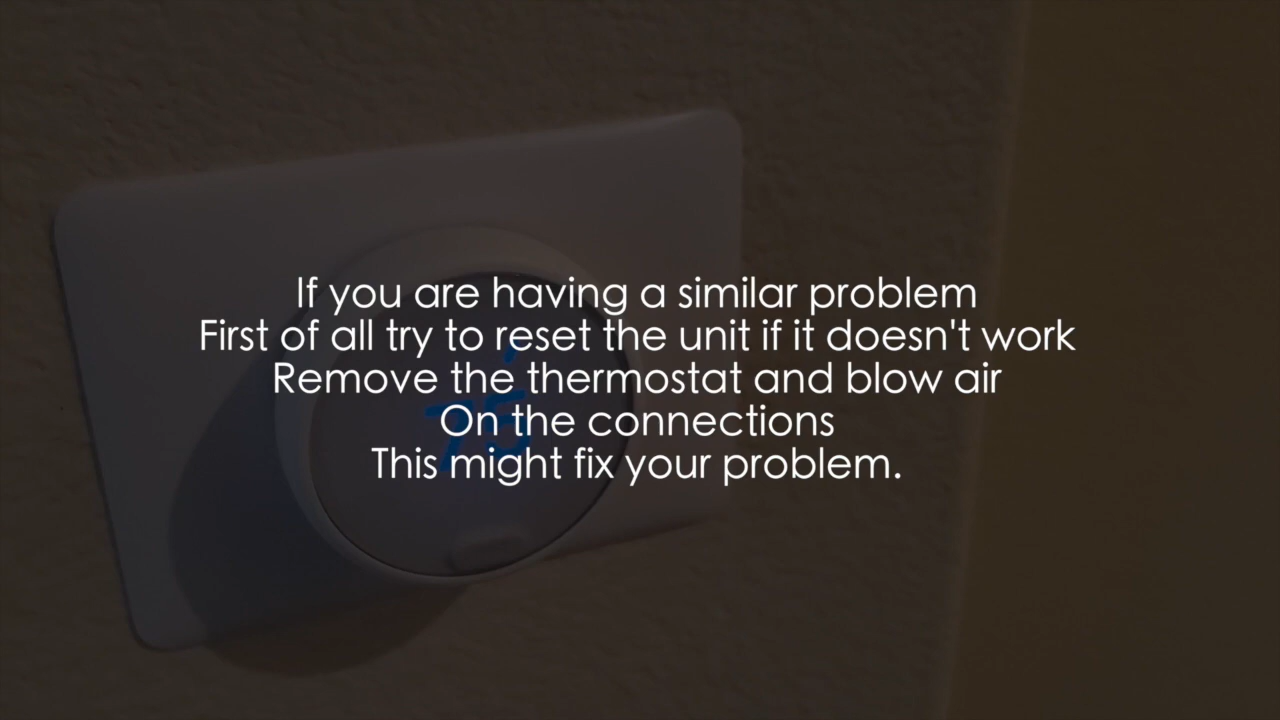 If you are having a similar problem
First of all try to reset the unit if it doesn't work
Remove the thermostat and blow air
On the connections
This might fix your problem.
75